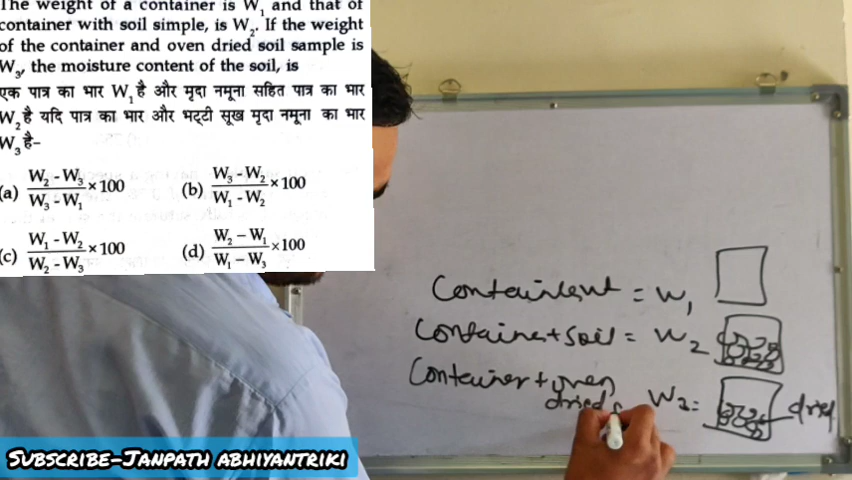 The weight of a container is W₁ and that of
container with soil simple, is W₂. If the weight
of the container and oven dried soil sample is
W₃, the moisture content of the soil, is
एक पात्र का भार W₁ है और मृदा नमूना सहित पात्र का भार
W₂ है यदि पात्र का भार और भट्टी सूख मृदा नमूना का भार
W₃ है-
(a) (W₂ - W₃)/(W₃ - W₁) × 100 (b) (W₃ - W₂)/(W₁ - W₂) × 100
(c) (W₁ - W₂)/(W₂ - W₃) × 100 (d) (W₂ – W₁)/(W₁ – W₃) × 100
= W₁
Container + soil = W₂
Container + oven
dried W₃ = dried
SUBSCRIBE-JANPATH ABHIYANTRIKI